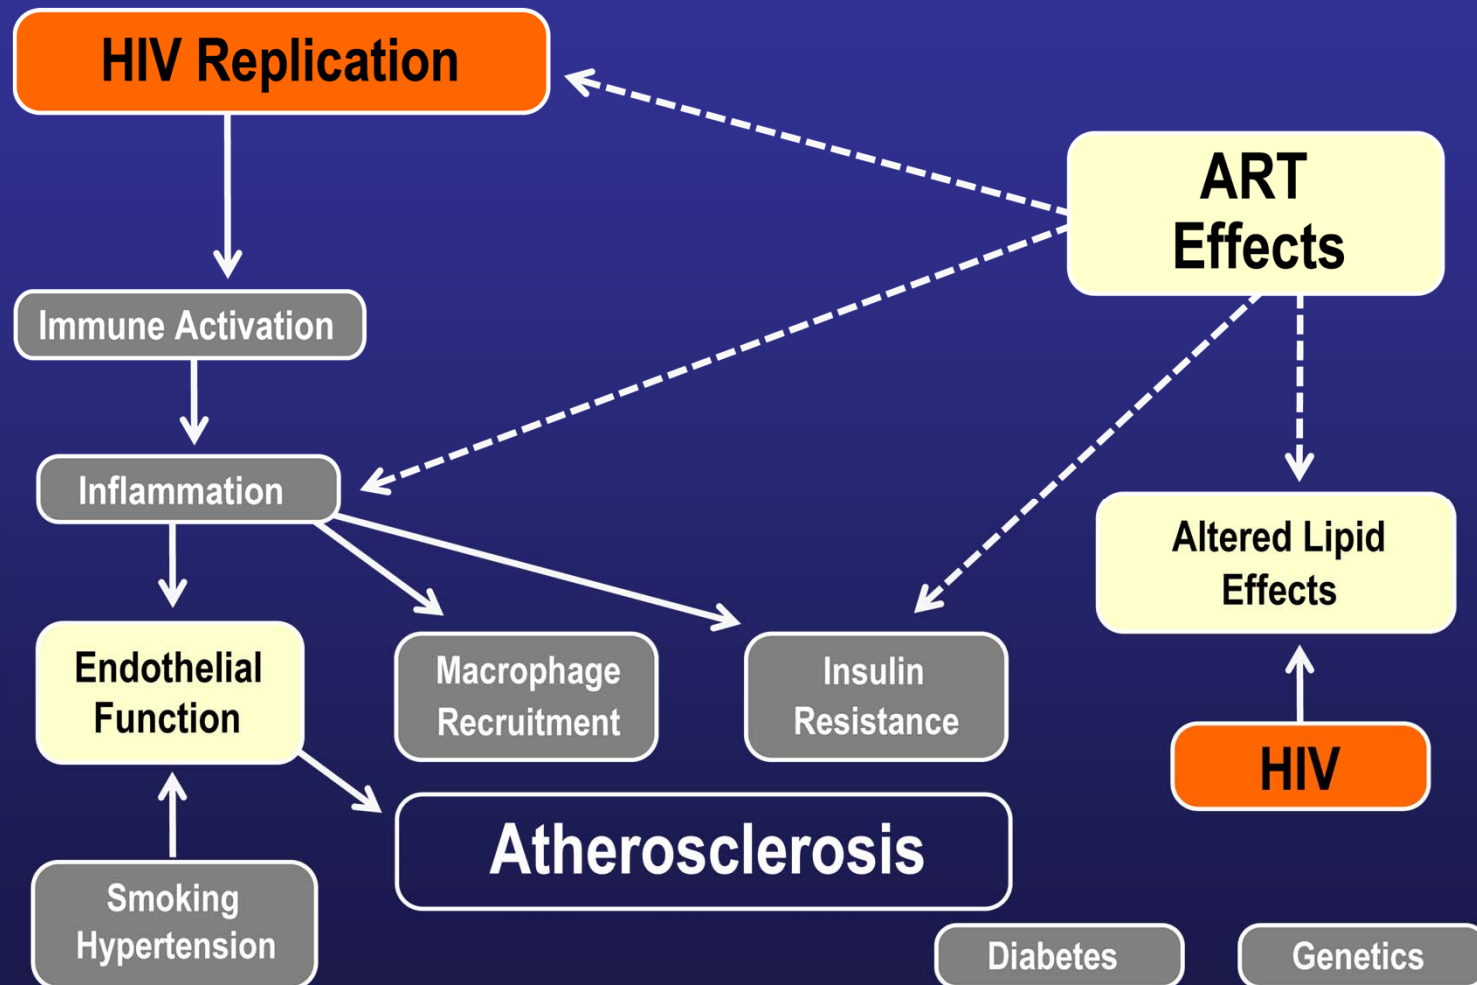 HIV Replication
ART
Effects
Immune Activation
Inflammation
Altered Lipid
Effects
Endothelial
Function
Macrophage
Recruitment
Insulin
Resistance
HIV
Atherosclerosis
Smoking
Hypertension
Diabetes
Genetics